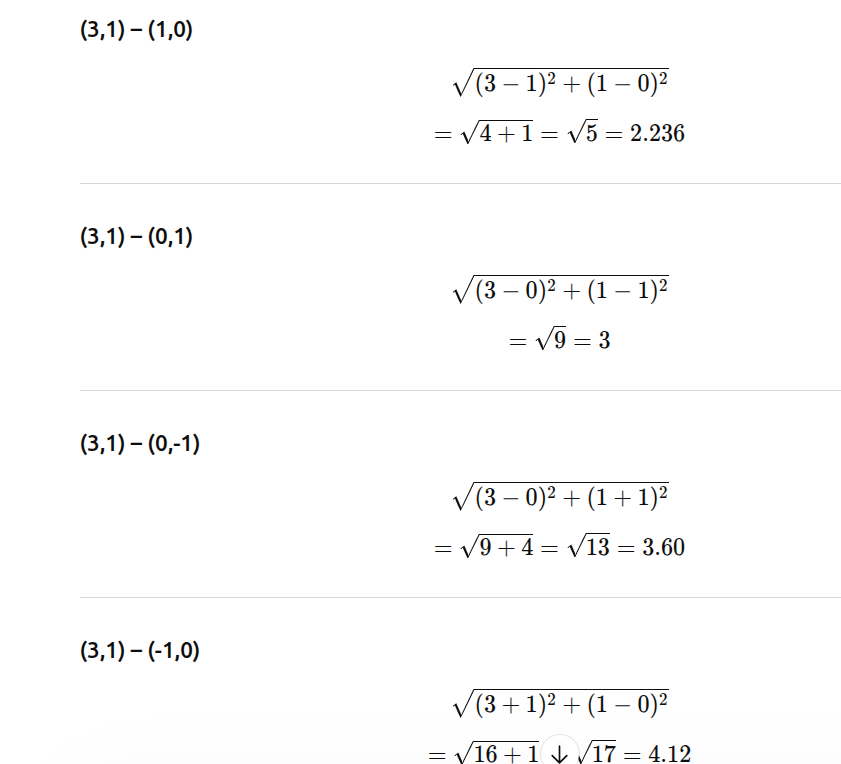 (3,1) – (1,0)
√(3 − 1)² + (1 − 0)²
= √4 + 1 = √5 = 2.236
(3,1) – (0,1)
√(3 − 0)² + (1 − 1)²
= √9 = 3
(3,1) – (0,-1)
√(3 − 0)² + (1 + 1)²
= √9 + 4 = √13 = 3.60
(3,1) – (-1,0)
√(3 + 1)² + (1 − 0)²
= √16 + 1 ↓ √17 = 4.12